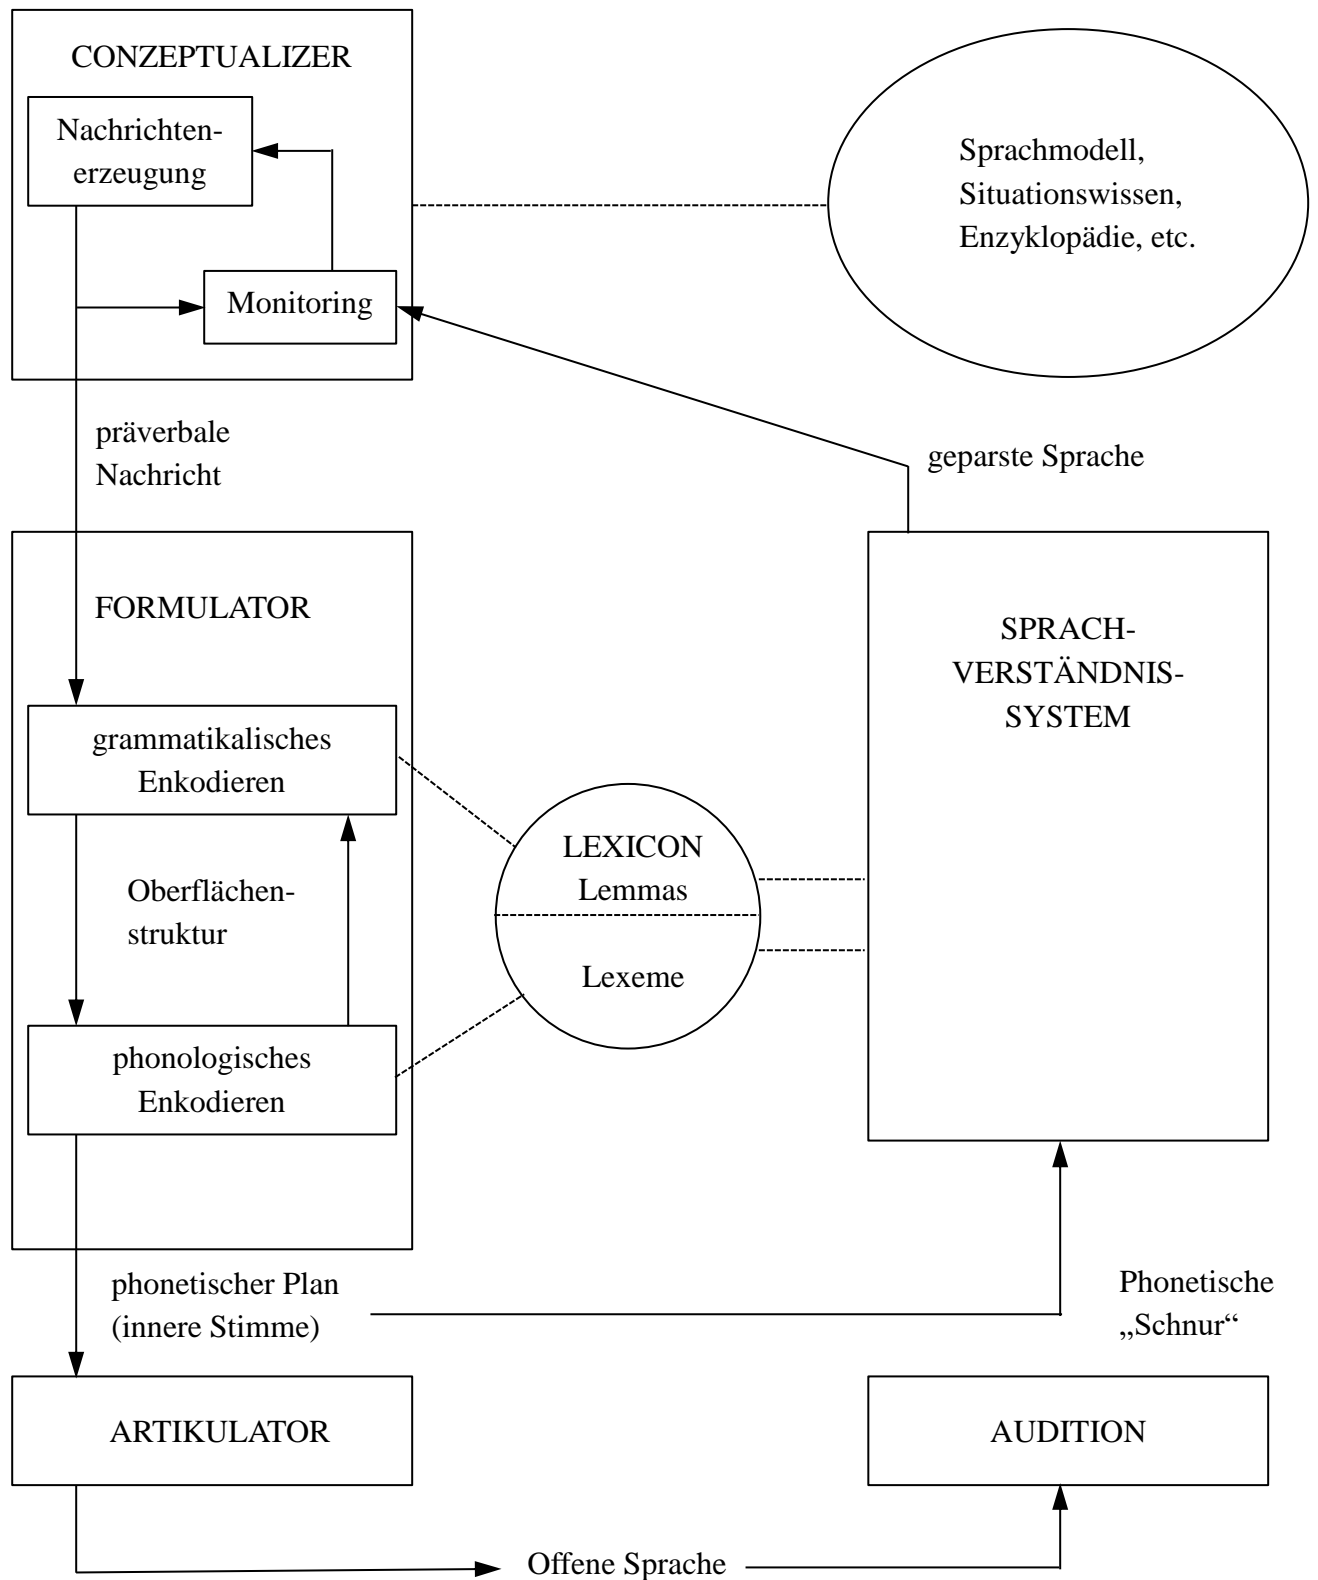 CONZEPTUALIZER
Nachrichten-
erzeugung
Monitoring
Sprachmodell,
Situationswissen,
Enzyklopädie, etc.
präverbale
Nachricht
geparste Sprache
FORMULATOR
grammatikalisches
Enkodieren
Oberflächen-
struktur
phonologisches
Enkodieren
LEXICON
Lemmas
Lexeme
SPRACH-
VERSTÄNDNIS-
SYSTEM
phonetischer Plan
(innere Stimme)
Phonetische
„Schnur“
ARTIKULATOR
AUDITION
Offene Sprache